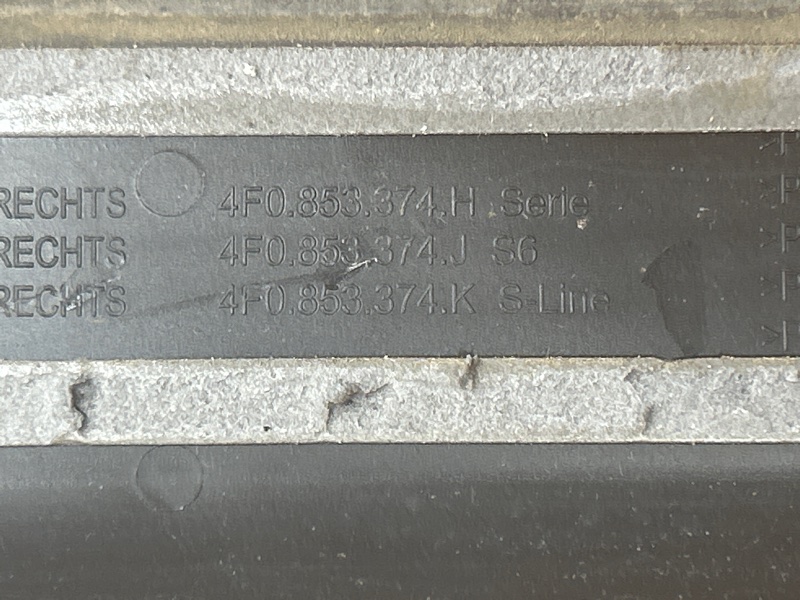 RECHTS 4F0.853.374.H Serie
RECHTS 4F0.853.374.J S6
RECHTS 4F0.853.374.K S-Line